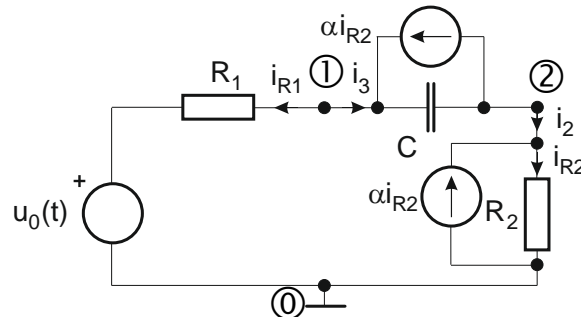 αi_R2
R_1
i_R1
①
i_3
②
C
i_2
i_R2
+
u_0(t)
αi_R2
R_2
⓪